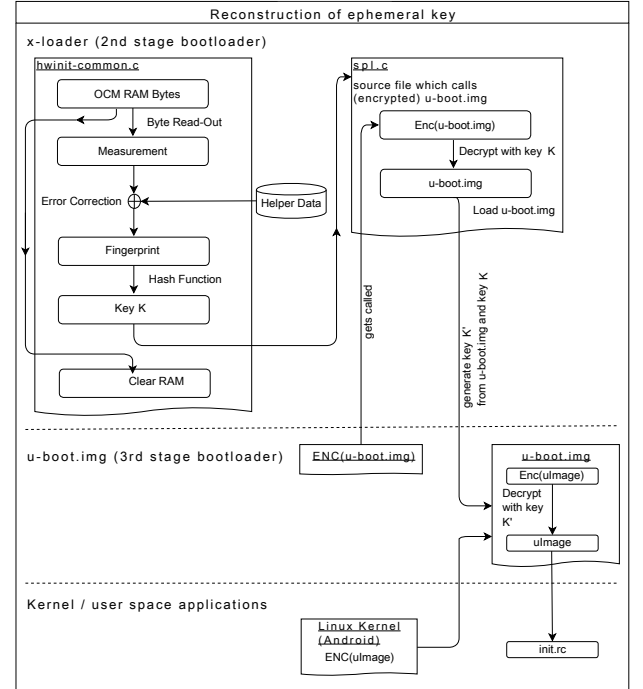 Reconstruction of ephemeral key
x-loader (2nd stage bootloader)
hwinit-common.c
OCM RAM Bytes
Byte Read-Out
Measurement
Error Correction
Helper Data
Fingerprint
Hash Function
Key K
Clear RAM
spl.c
source file which calls
(encrypted) u-boot.img
Enc(u-boot.img)
Decrypt with key K
u-boot.img
Load u-boot.img
gets called
generate key K'
from u-boot.img and key K
u-boot.img (3rd stage bootloader)
ENC(u-boot.img)
u-boot.img
Enc(uImage)
Decrypt
with key
K'
uImage
Kernel / user space applications
Linux Kernel
(Android)
ENC(uImage)
init.rc